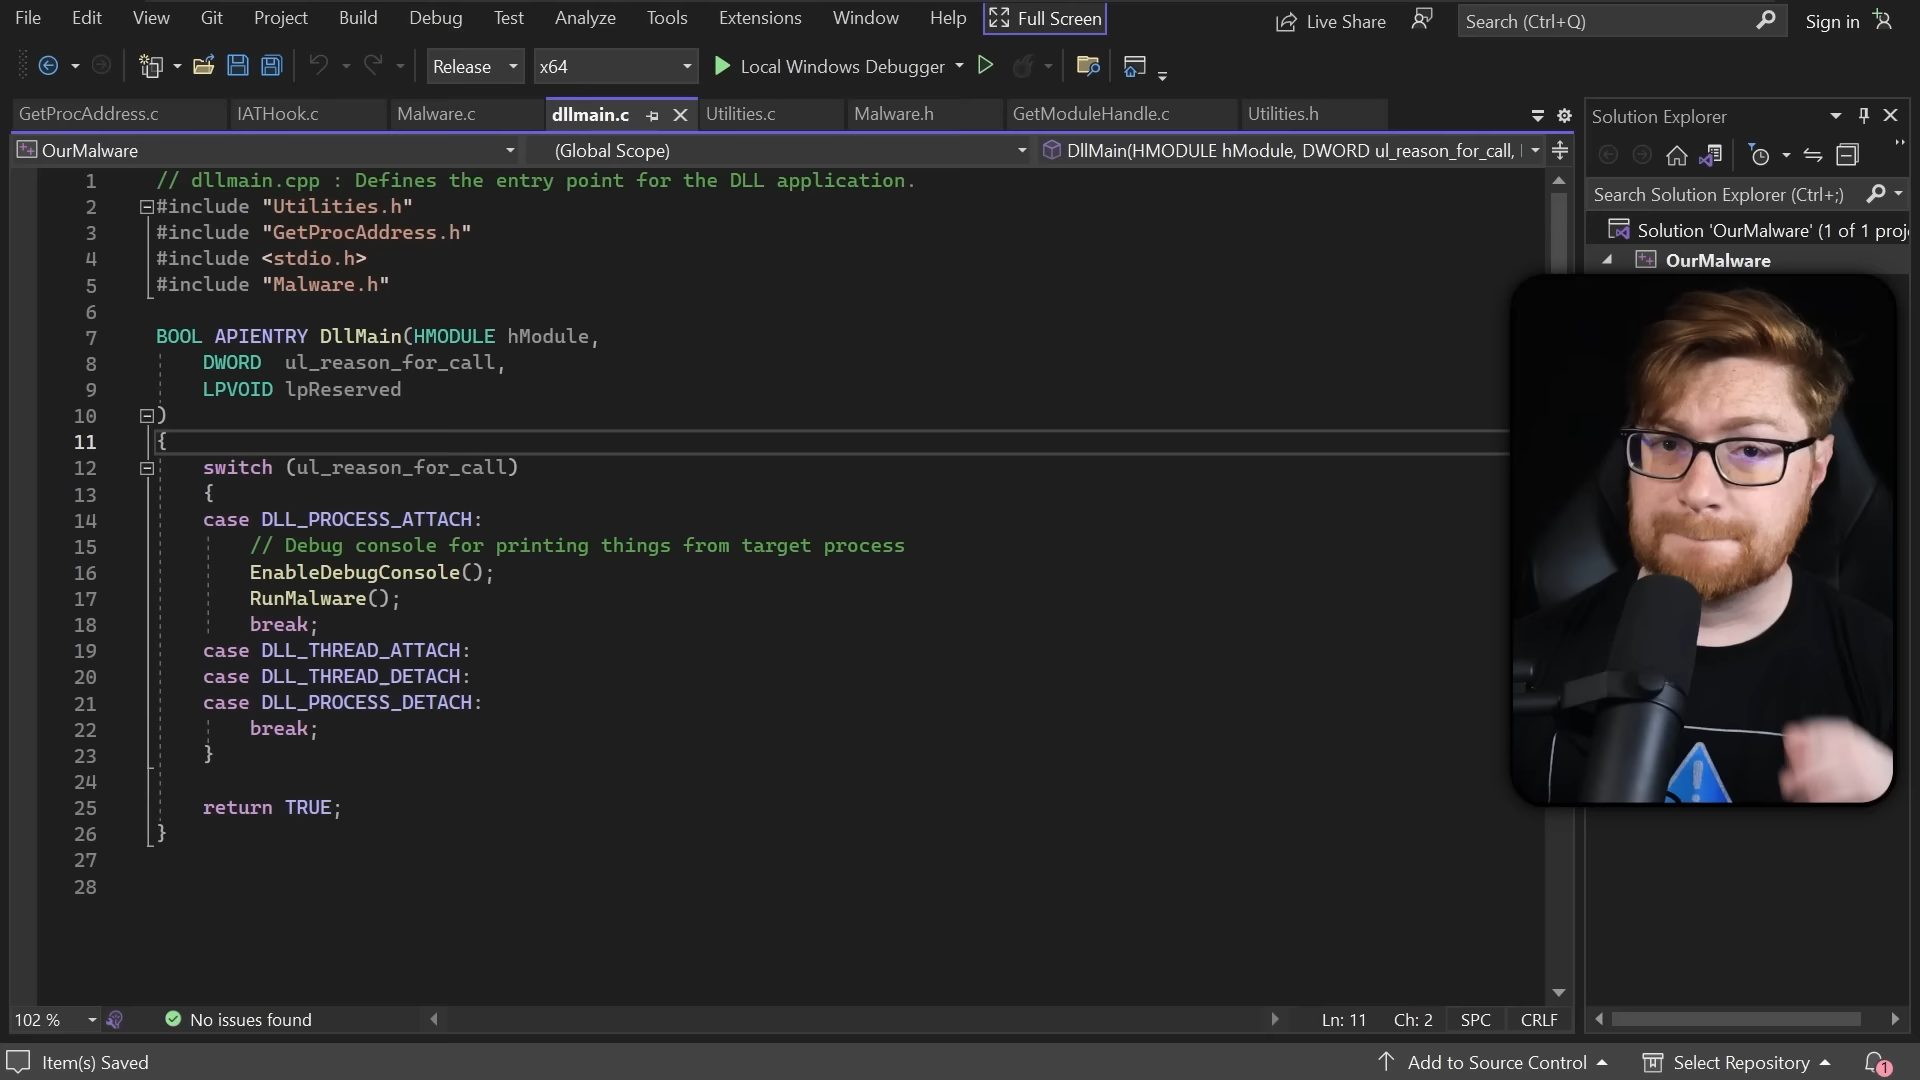 File Edit View Git Project Build Debug Test Analyze Tools Extensions Window Help Full Screen Live Share Search (Ctrl+Q) Sign in
Release x64 Local Windows Debugger
GetProcAddress.c IATHook.c Malware.c dllmain.c Utilities.c Malware.h GetModuleHandle.c Utilities.h
OurMalware (Global Scope) DllMain(HMODULE hModule, DWORD ul_reason_for_call,
1 // dllmain.cpp : Defines the entry point for the DLL application.
2 #include "Utilities.h"
3 #include "GetProcAddress.h"
4 #include <stdio.h>
5 #include "Malware.h"
6
7 BOOL APIENTRY DllMain(HMODULE hModule,
8 DWORD ul_reason_for_call,
9 LPVOID lpReserved
10 )
11 {
12 switch (ul_reason_for_call)
13 {
14 case DLL_PROCESS_ATTACH:
15 // Debug console for printing things from target process
16 EnableDebugConsole();
17 RunMalware();
18 break;
19 case DLL_THREAD_ATTACH:
20 case DLL_THREAD_DETACH:
21 case DLL_PROCESS_DETACH:
22 break;
23 }
24
25 return TRUE;
26 }
27
28
102 % No issues found Ln: 11 Ch: 2 SPC CRLF
Solution Explorer
Search Solution Explorer (Ctrl+;)
Solution 'OurMalware' (1 of 1 proj
OurMalware
Item(s) Saved Add to Source Control Select Repository 1